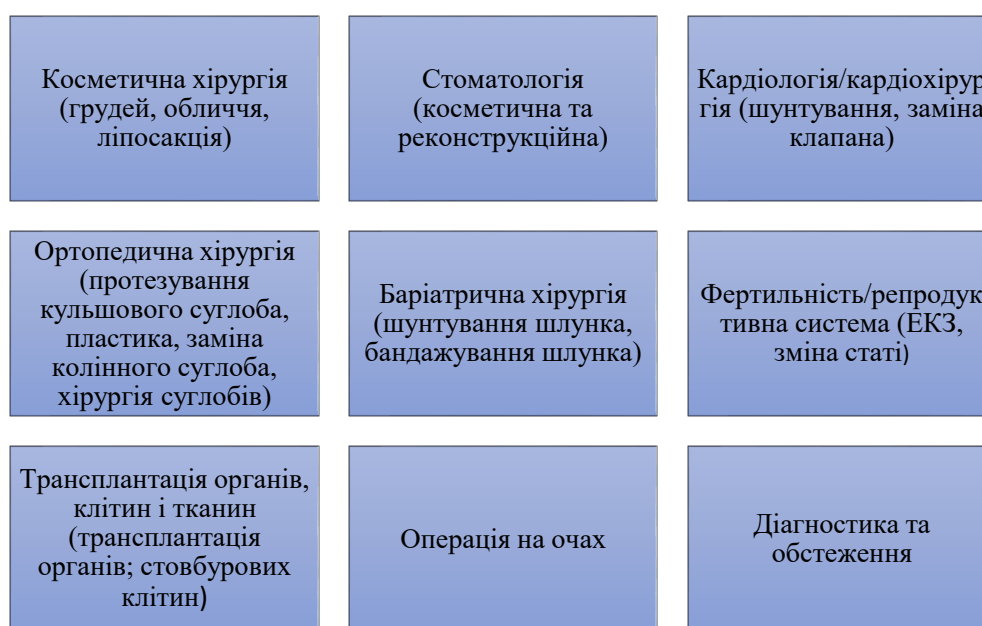 Косметична хірургія
(грудей, обличчя,
ліпосакція)
Стоматологія
(косметична та
реконструкційна)
Кардіологія/кардіохірур
гія (шунтування, заміна
клапана)
Ортопедична хірургія
(протезування
кульшового суглоба,
пластика, заміна
колінного суглоба,
хірургія суглобів)
Баріатрична хірургія
(шунтування шлунка,
бандажування шлунка)
Фертильність/репродук
тивна система (ЕКЗ,
зміна статі)
Трансплантація органів,
клітин і тканин
(трансплантація
органів; стовбурових
клітин)
Операція на очах
Діагностика та
обстеження